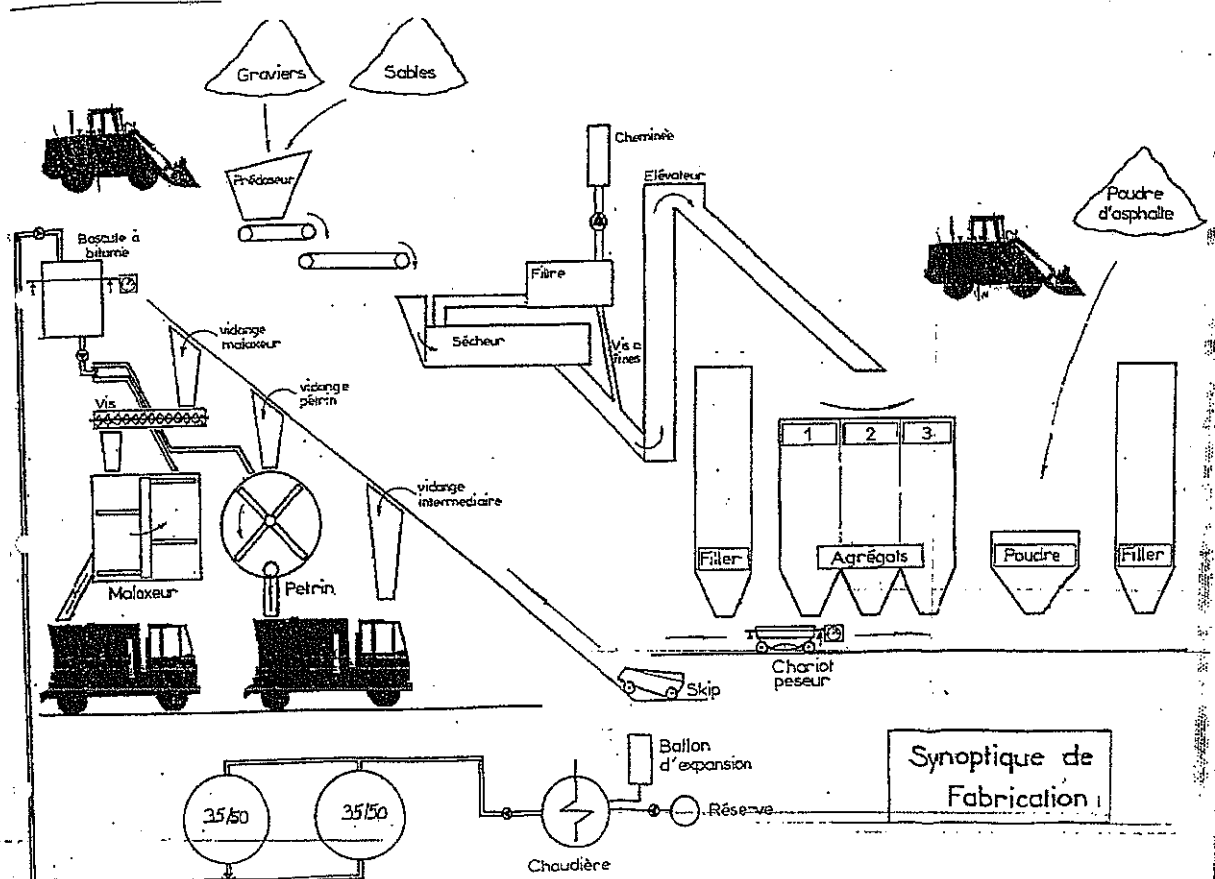 Graviers
Sables
Prédoseur
Cheminée
Elévateur
Poudre
d'asphalte
Bascule à
bitume
Filtre
Sécheur
Vis à
fines
vidange
malaxeur
vidange
pétrin
Vis
vidange
intermediaire
1
2
3
Filler
Agrégats
Poudre
Filler
Malaxeur
Petrin
Chariot
peseur
Skip
Ballon
d'expansion
Synoptique de
Fabrication
35/50
35/50
Réserve
Chaudière